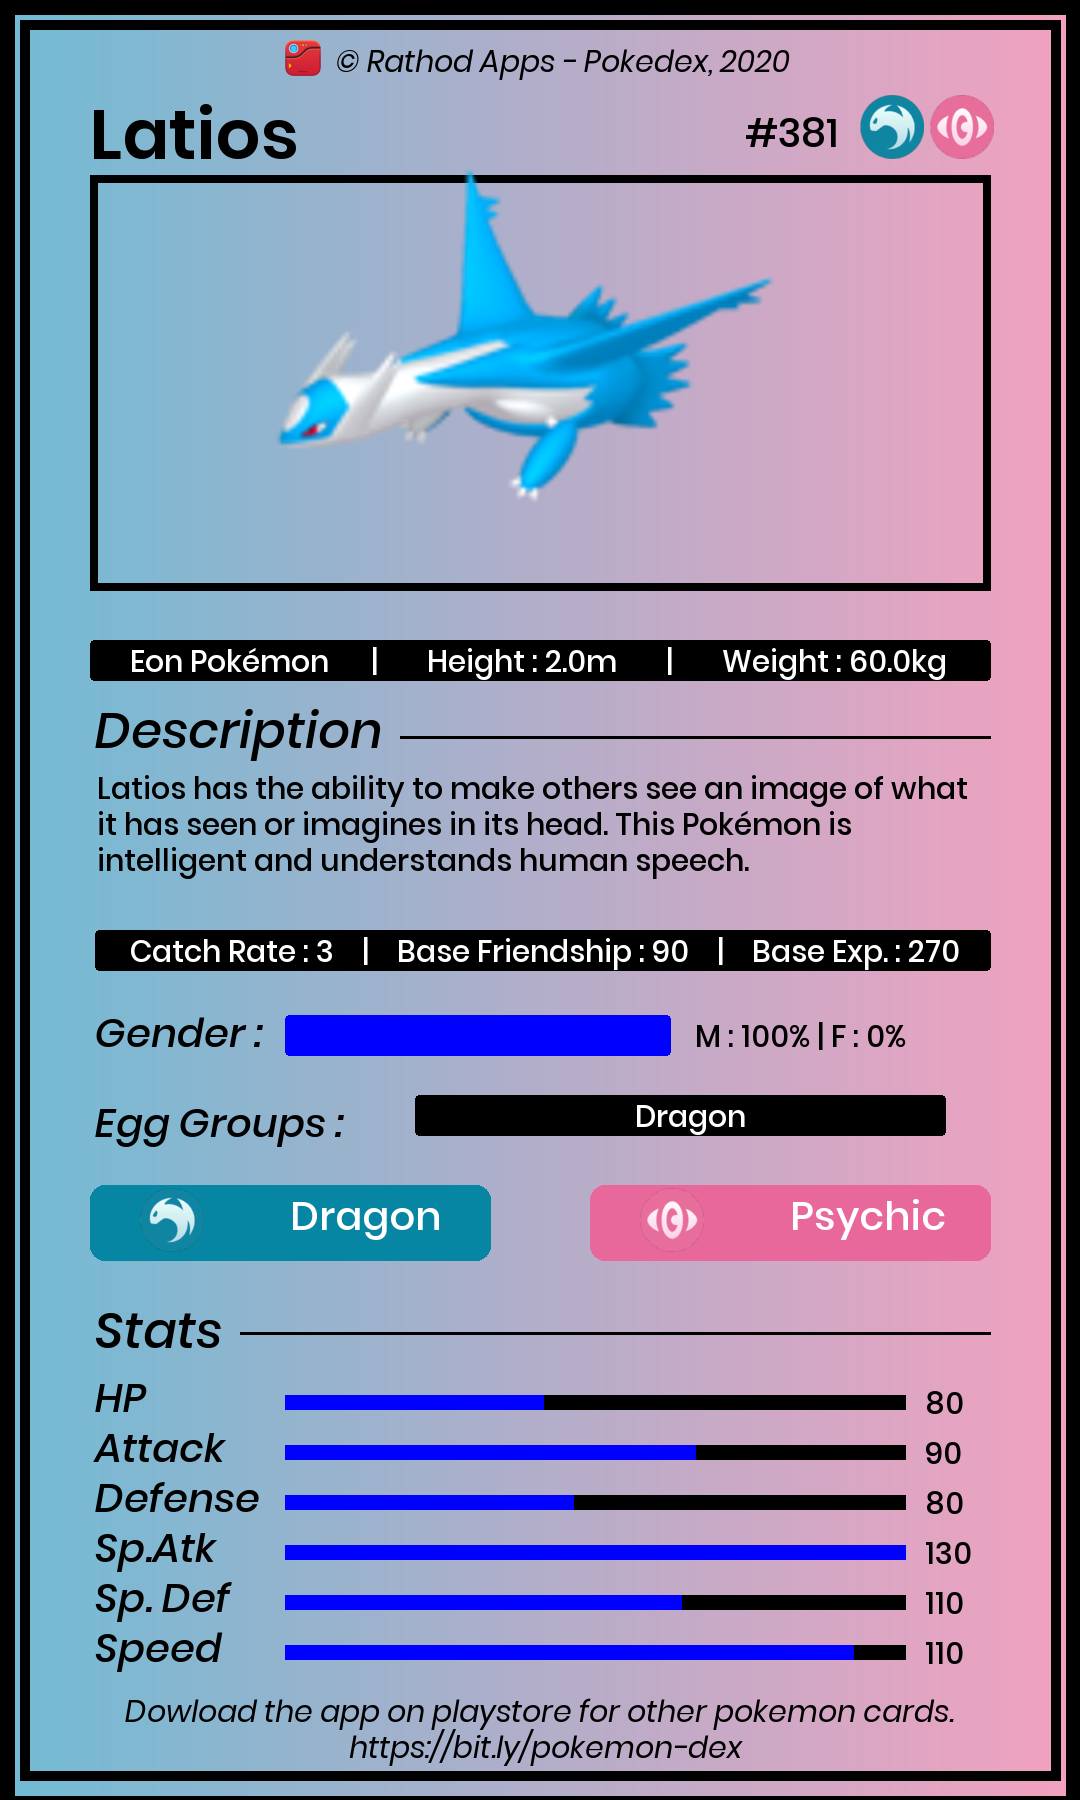 © Rathod Apps - Pokedex, 2020
Latios #381
Eon Pokémon | Height : 2.0m | Weight : 60.0kg
Description
Latios has the ability to make others see an image of what
it has seen or imagines in its head. This Pokémon is
intelligent and understands human speech.
Catch Rate : 3 | Base Friendship : 90 | Base Exp. : 270
Gender : M : 100% | F : 0%
Egg Groups : Dragon
Dragon Psychic
Stats
HP 80
Attack 90
Defense 80
Sp.Atk 130
Sp. Def 110
Speed 110
Dowload the app on playstore for other pokemon cards.
https://bit.ly/pokemon-dex